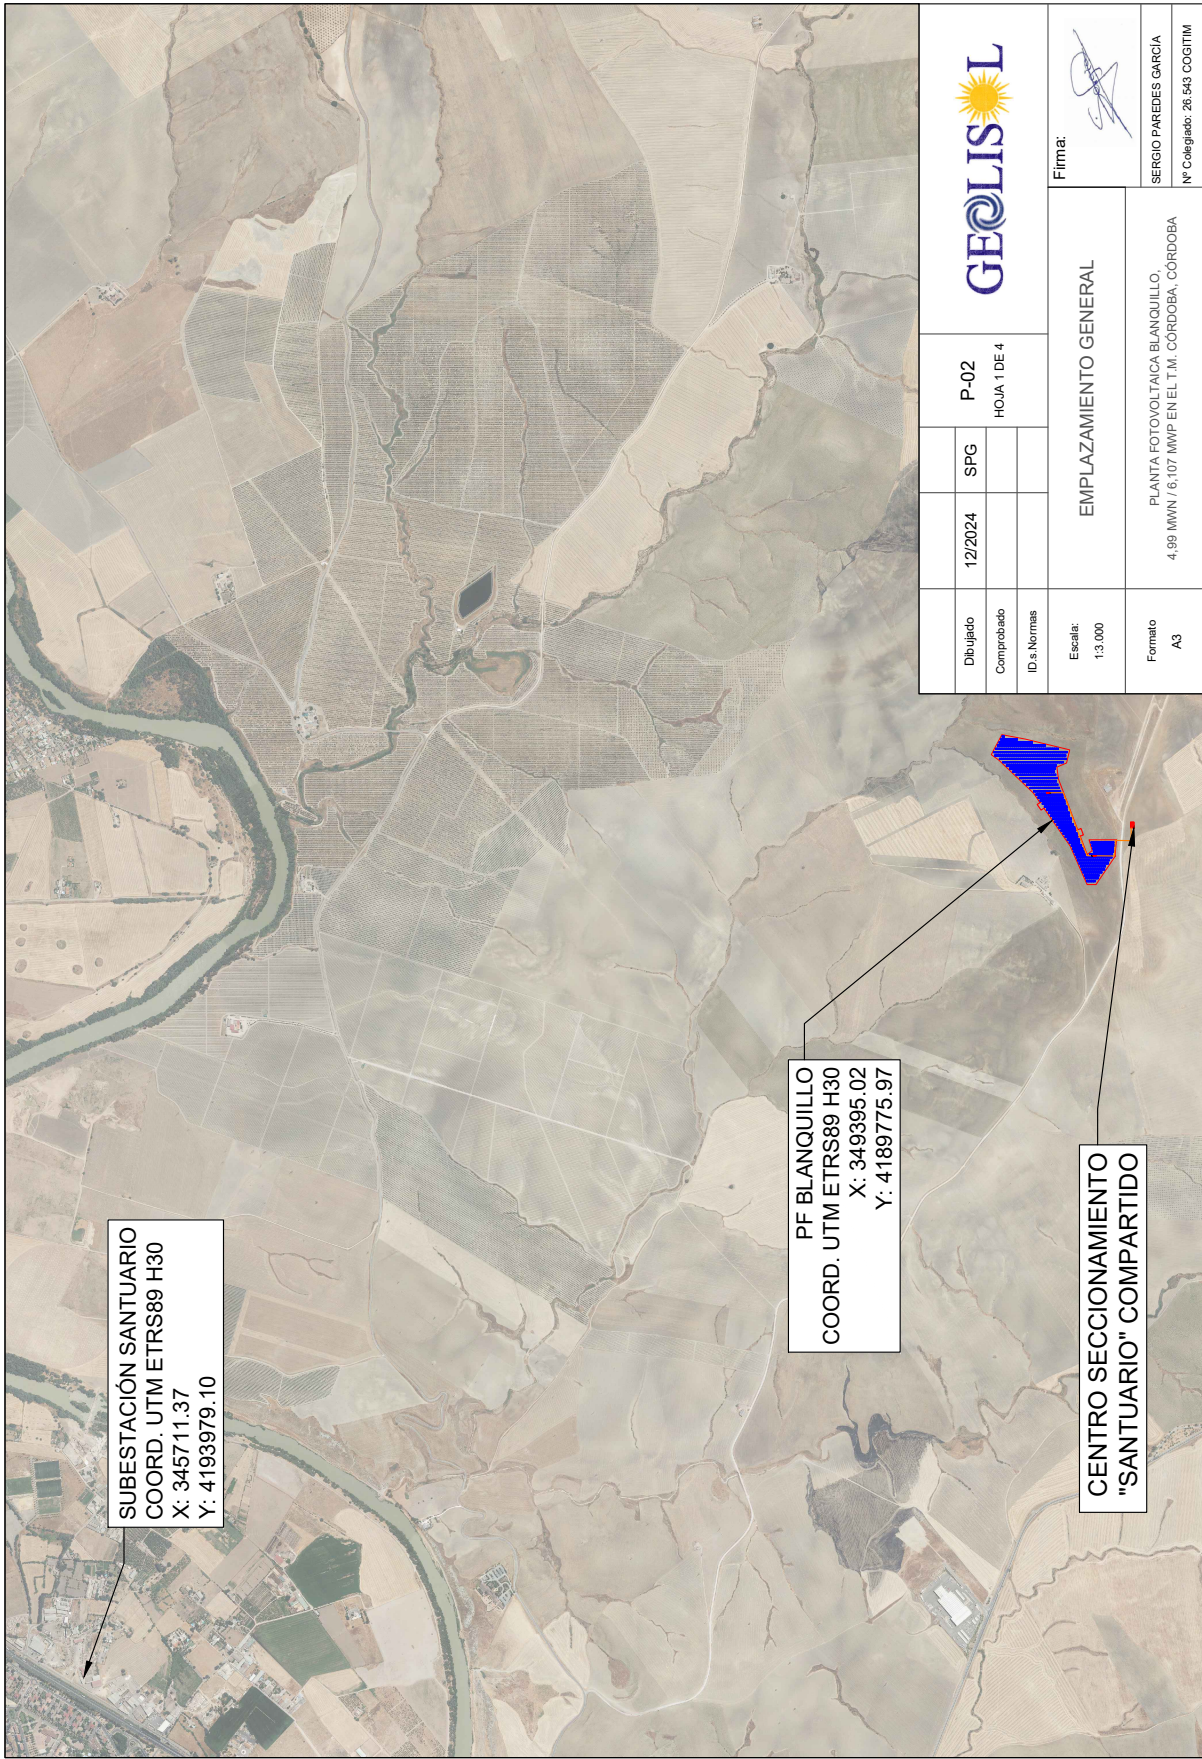 SUBESTACIÓN SANTUARIO
COORD. UTM ETRS89 H30
X: 345711.37
Y: 4193979.10
PF BLANQUILLO
COORD. UTM ETRS89 H30
X: 349395.02
Y: 4189775.97
CENTRO SECCIONAMIENTO
"SANTUARIO" COMPARTIDO
Dibujado
12/2024
SPG
Comprobado
ID.s.Normas
P-02
HOJA 1 DE 4
GEOLISOL
Escala:
1:3.000
EMPLAZAMIENTO GENERAL
Firma:
Formato
A3
PLANTA FOTOVOLTAICA BLANQUILLO,
4,99 MWN / 6,107 MWP EN EL T.M. CÓRDOBA, CÓRDOBA
SERGIO PAREDES GARCÍA
Nº Colegiado: 26.543 COGITIM